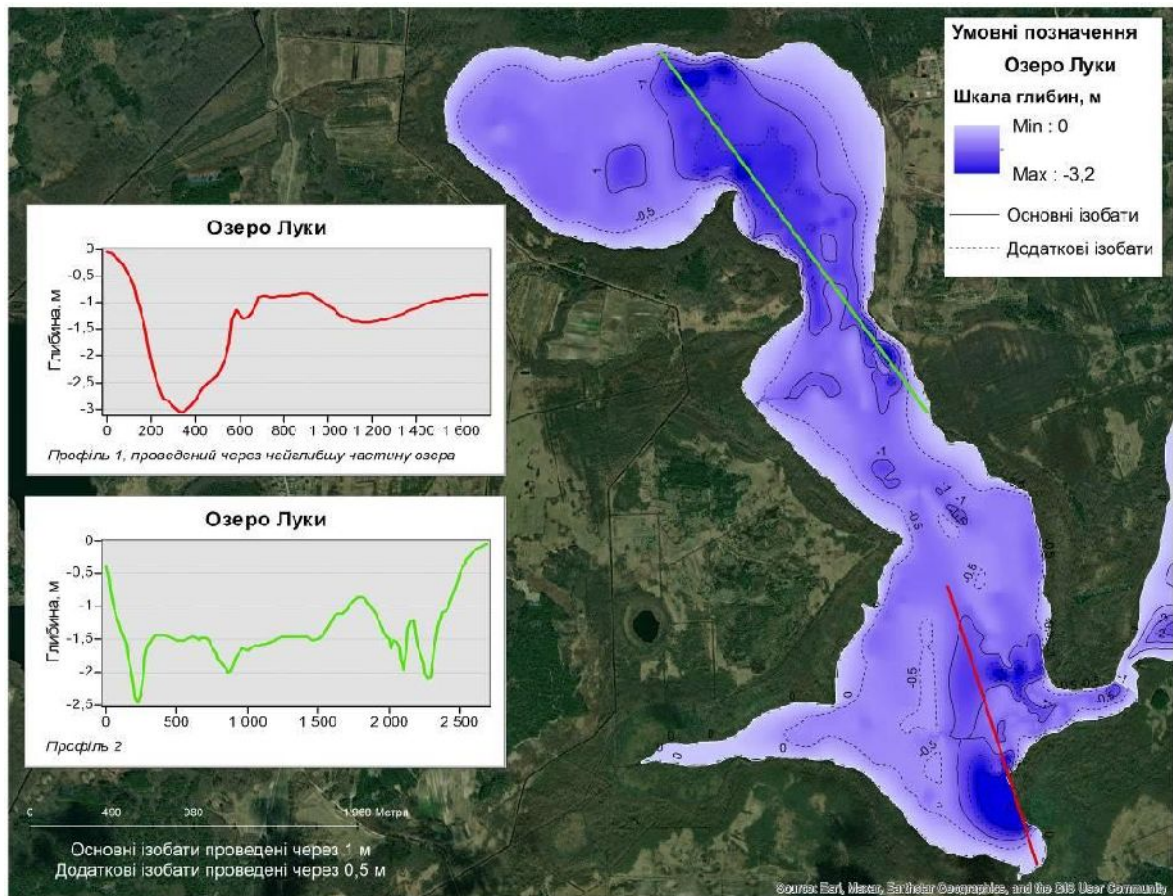 Умовні позначення
Озеро Луки
Шкала глибин, м
Min : 0
Max : -3,2
Основні ізобати
Додаткові ізобати
Озеро Луки
Глибина, м
0
-0,5
-1
-1,5
-2
-2,5
-3
0 200 400 600 800 1000 1 200 1 400 1 600
Профіль 1, проведений через найглибшу частину озера
Озеро Луки
Глибина, м
0
-0,5
-1
-1,5
-2
-2,5
0 500 1 000 1 500 2 000 2 500
Профіль 2
0 490 980 1 960 Метри
Основні ізобати проведені через 1 м
Додаткові ізобати проведені через 0,5 м
-1
1
-0.5
-1
-1
-1
-0.5
-0.5
-0.5
-0.5
0
0
Source: Esri, Maxar, Earthstar Geographics, and the GIS User Community